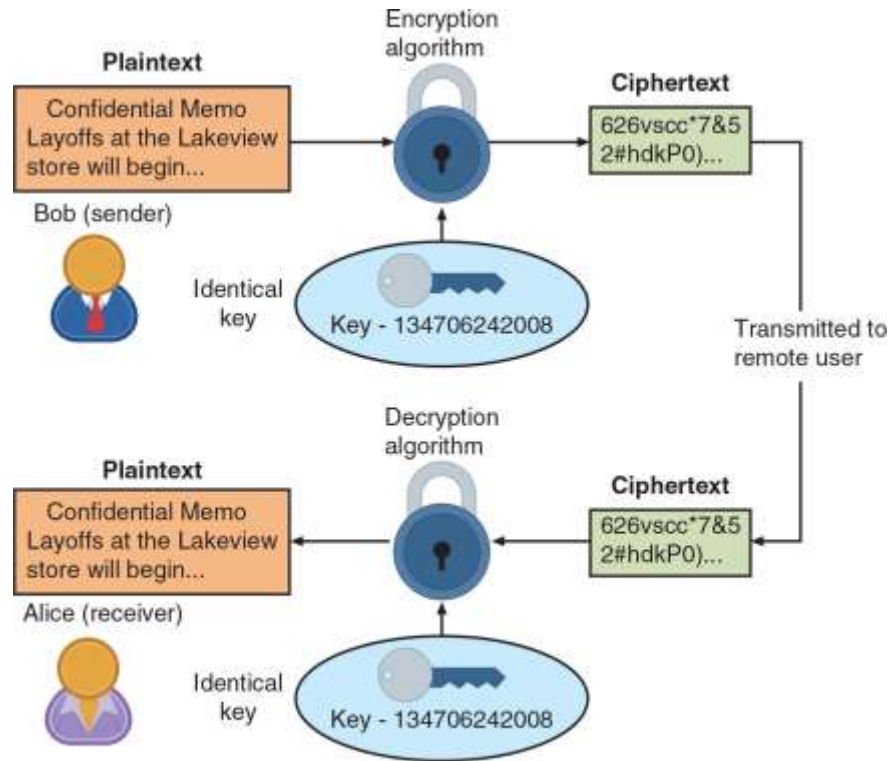 Encryption
algorithm
Plaintext
Confidential Memo
Layoffs at the Lakeview
store will begin...
Ciphertext
626vscc*7&5
2#hdkP0)...
Bob (sender)
Identical
key
Key - 134706242008
Transmitted to
remote user
Decryption
algorithm
Plaintext
Confidential Memo
Layoffs at the Lakeview
store will begin...
Ciphertext
626vscc*7&5
2#hdkP0)...
Alice (receiver)
Identical
key
Key - 134706242008